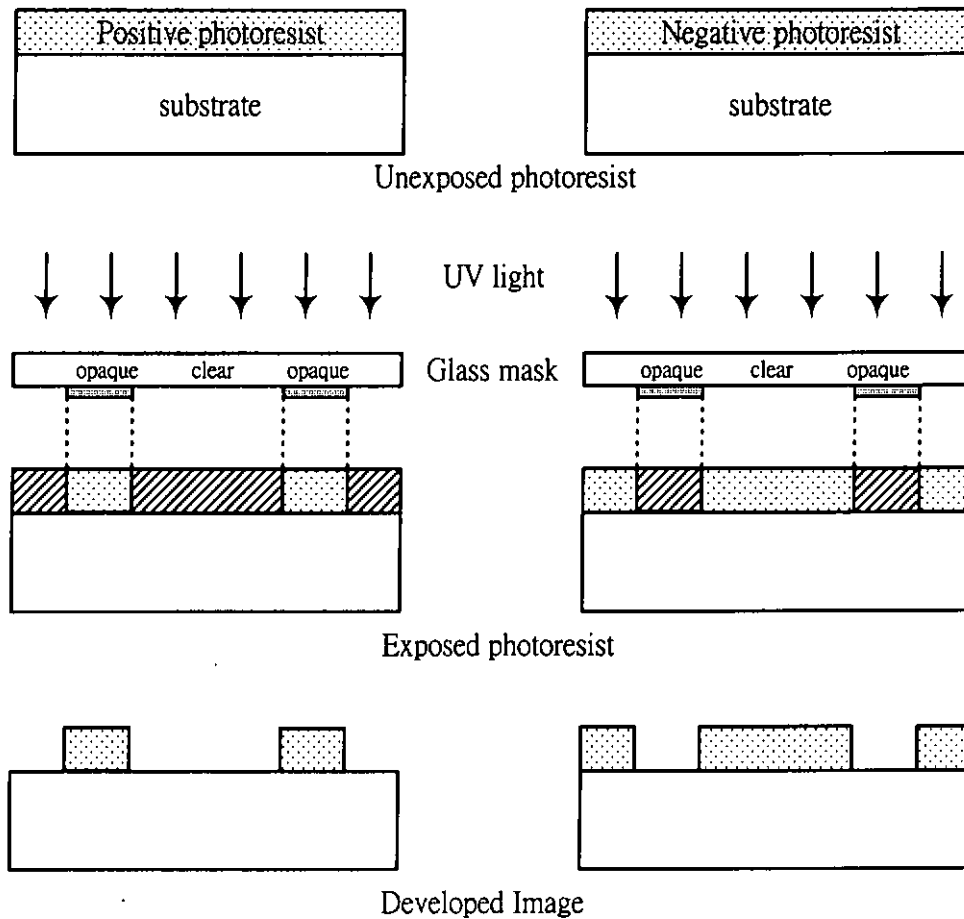 Positive photoresist
Negative photoresist
substrate
substrate
Unexposed photoresist
UV light
opaque clear opaque
Glass mask
opaque clear opaque
Exposed photoresist
Developed Image